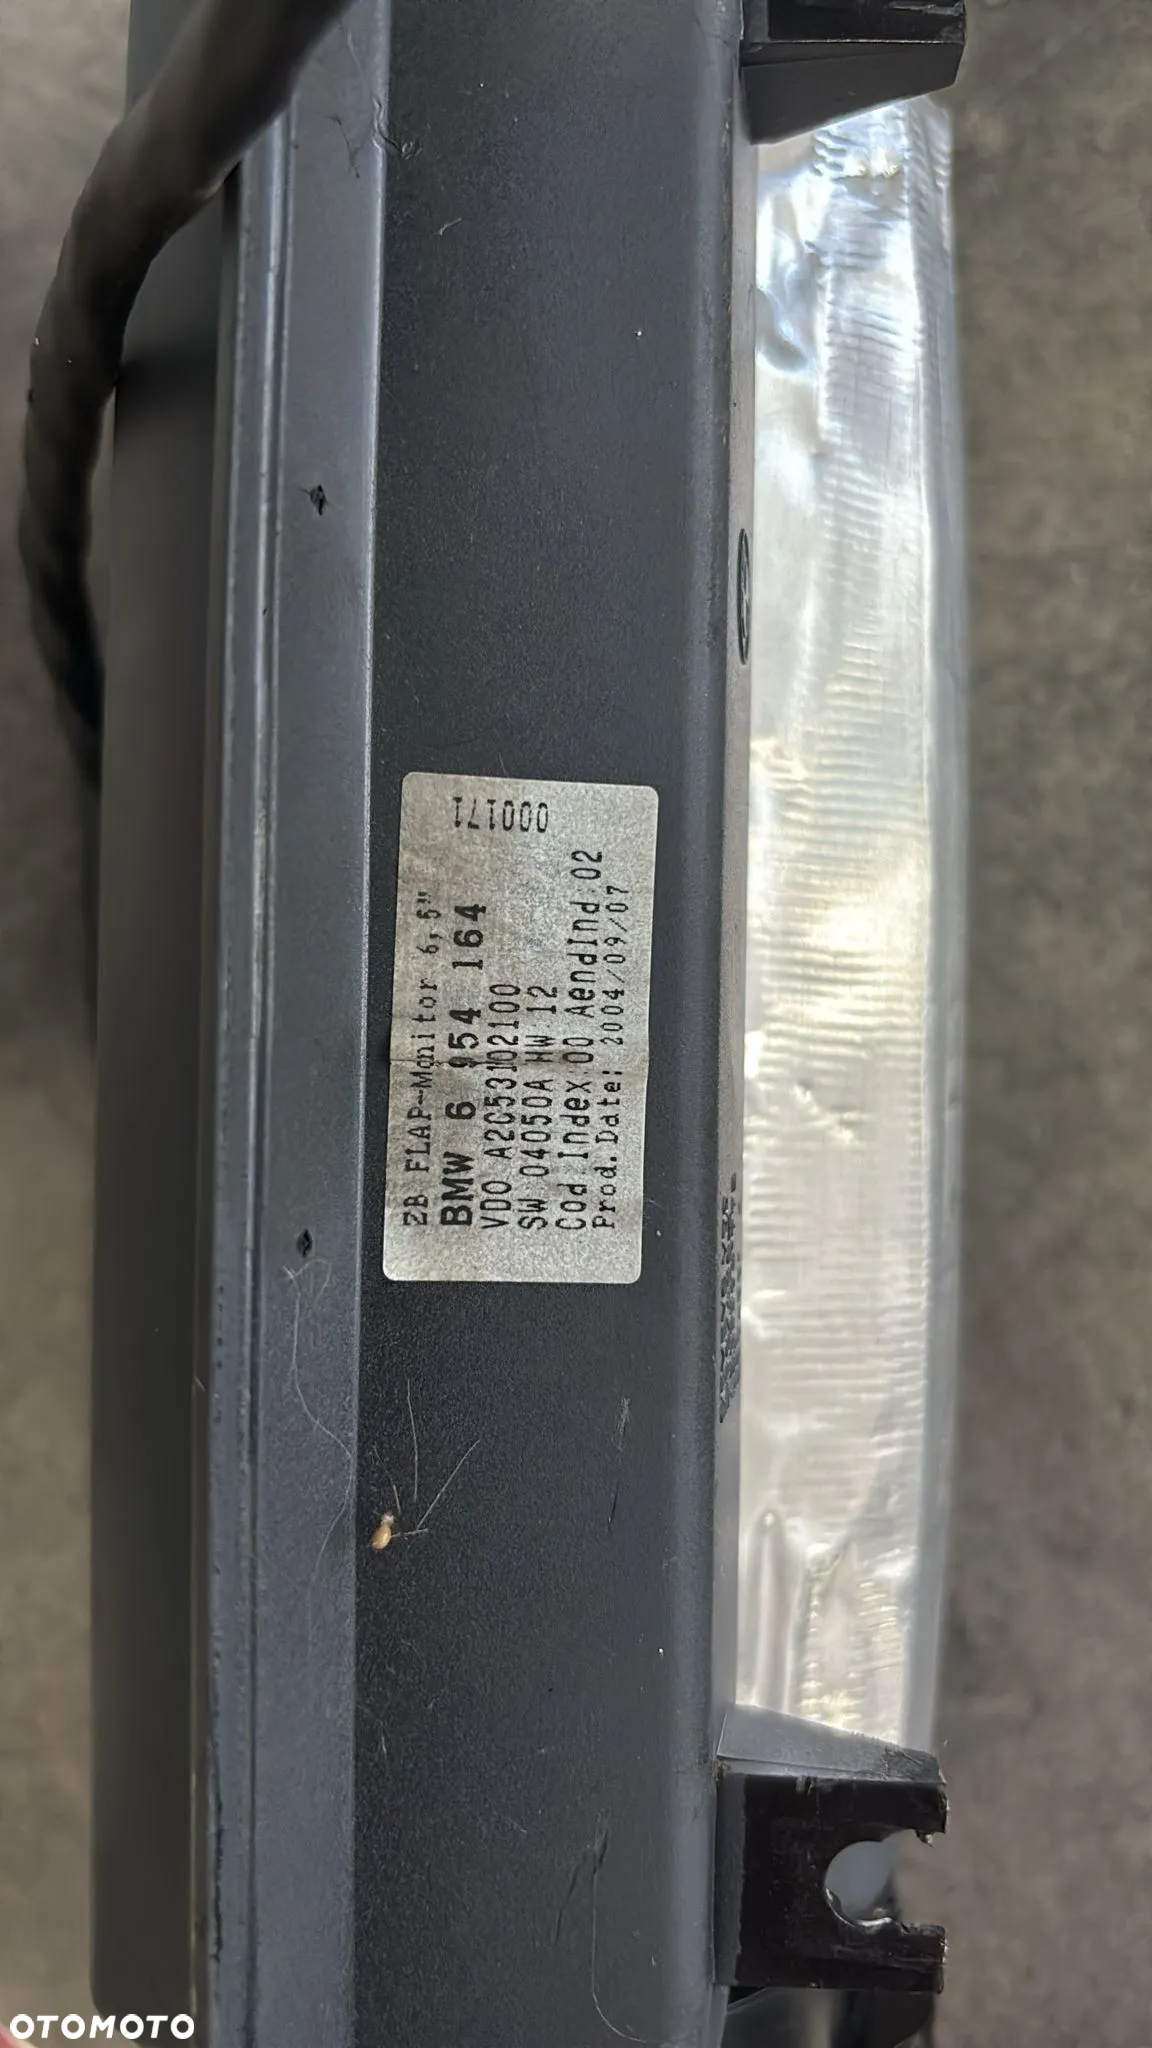 000171
ZB FLAP-Monitor 6,5"
BMW 6 954 164
VDO A2C53102100
SW 04050A HW 12
Cod.Index:00 AendInd:02
Prod.Date: 2004/09/07
OTOMOTO